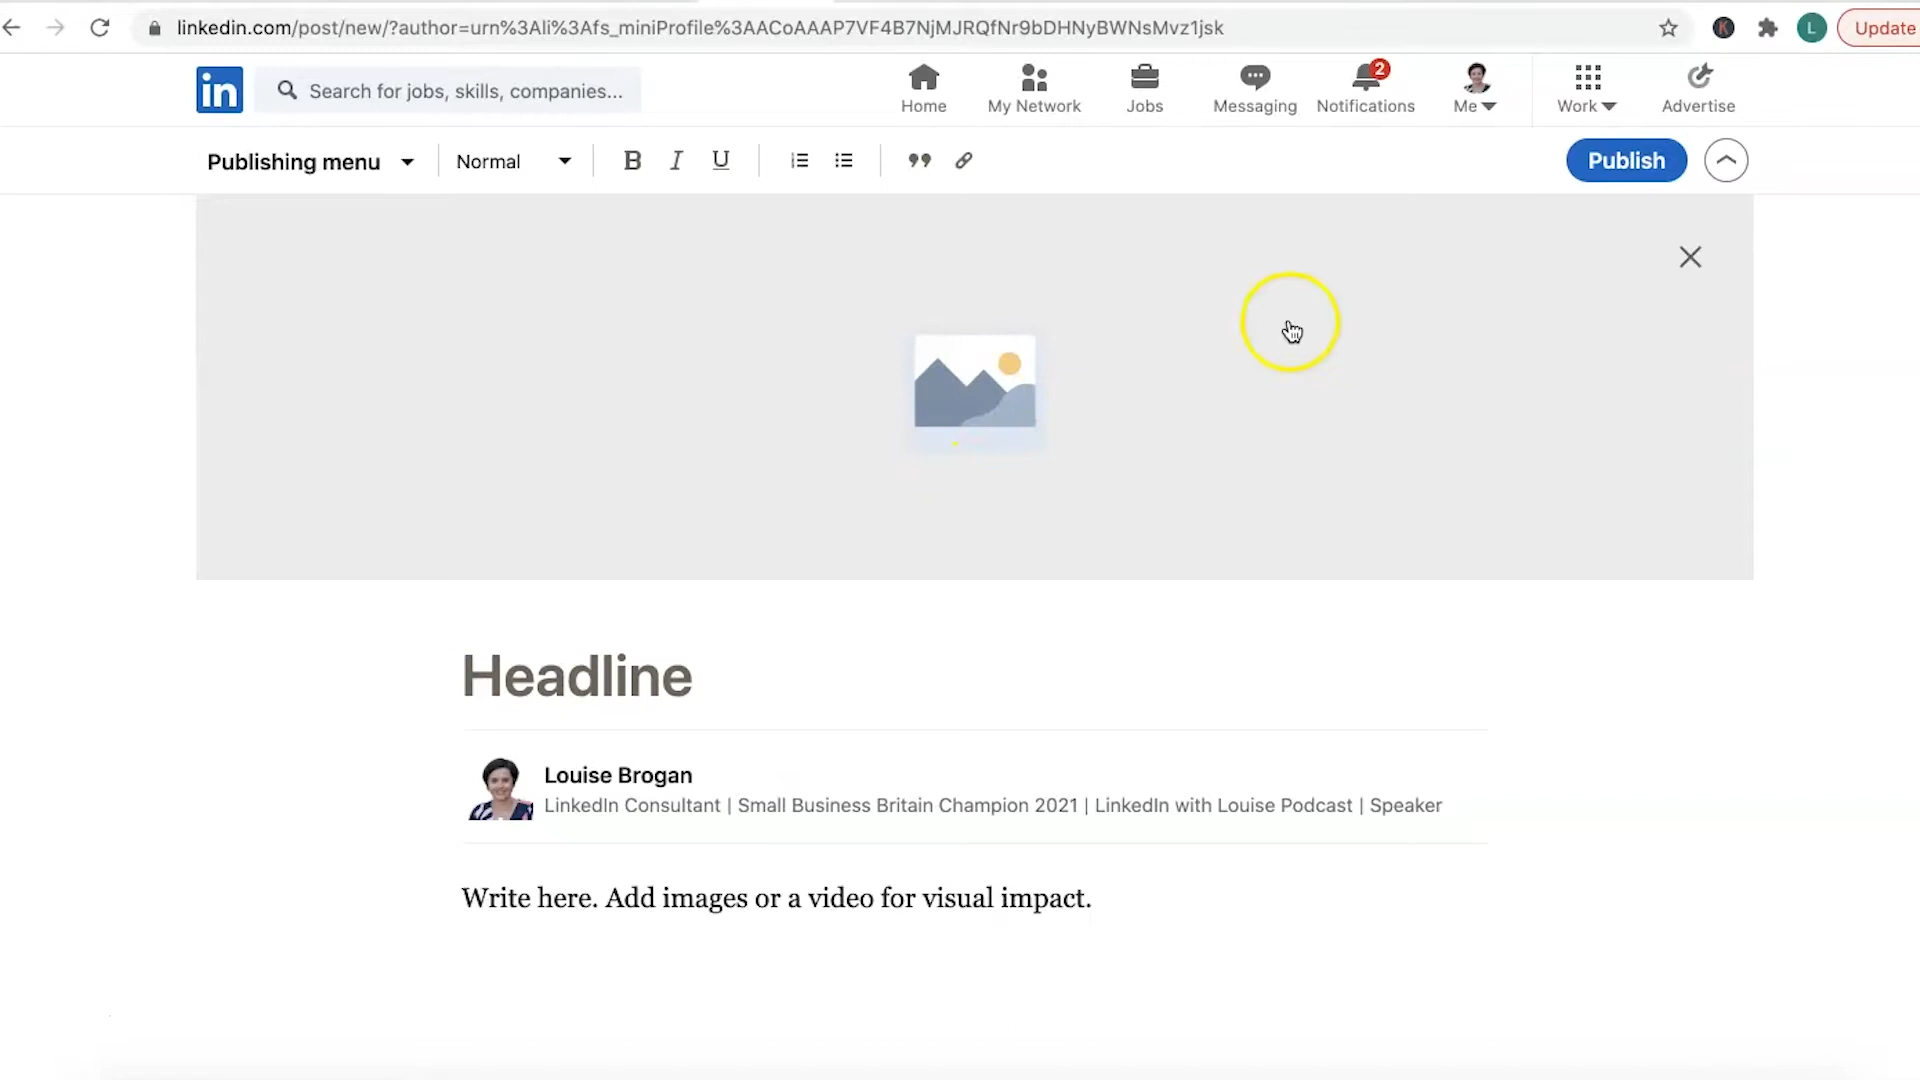 linkedin.com/post/new/?author=urn%3Ali%3Afs_miniProfile%3AACoAAAP7VF4B7NjMJRQfNr9bDHNyBWNsMvz1jsk
K
L
Update
in
Search for jobs, skills, companies...
Home
My Network
Jobs
Messaging
2
Notifications
Me
Work
Advertise
Publishing menu
Normal
B I U
Publish
Headline
Louise Brogan
LinkedIn Consultant | Small Business Britain Champion 2021 | LinkedIn with Louise Podcast | Speaker
Write here. Add images or a video for visual impact.